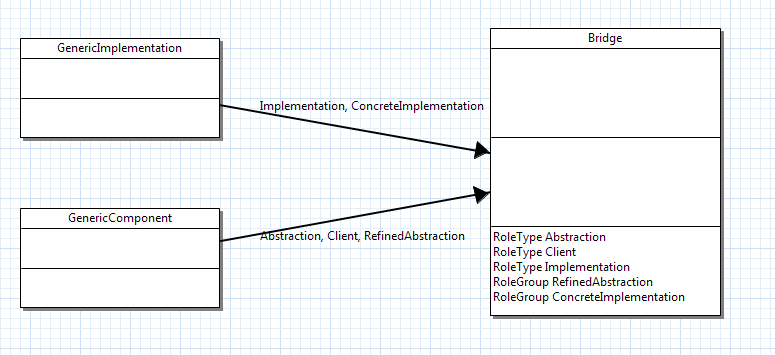 GenericImplementation
Bridge
Implementation, ConcreteImplementation
GenericComponent
Abstraction, Client, RefinedAbstraction
RoleType Abstraction
RoleType Client
RoleType Implementation
RoleGroup RefinedAbstraction
RoleGroup ConcreteImplementation